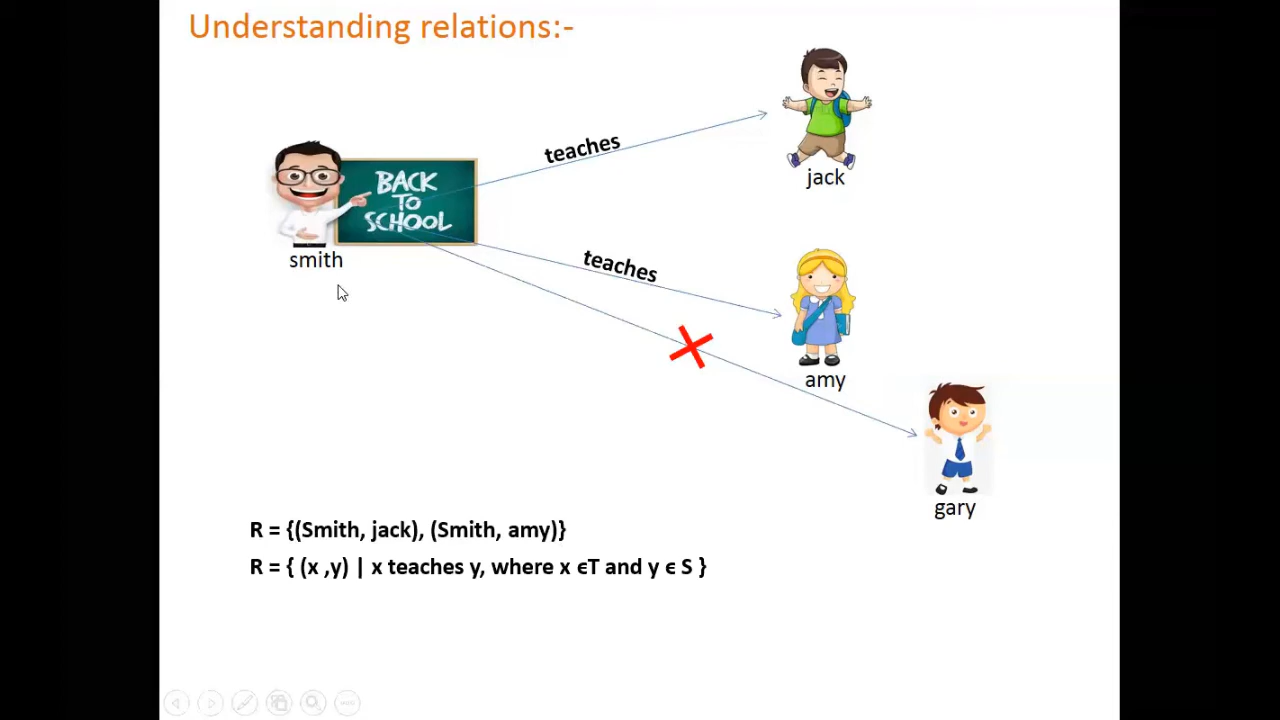 Understanding relations:-
teaches
jack
BACK
TO
SCHOOL
smith
teaches
amy
gary
R = {(Smith, jack), (Smith, amy)}
R = { (x ,y) | x teaches y, where x ϵT and y ϵ S }